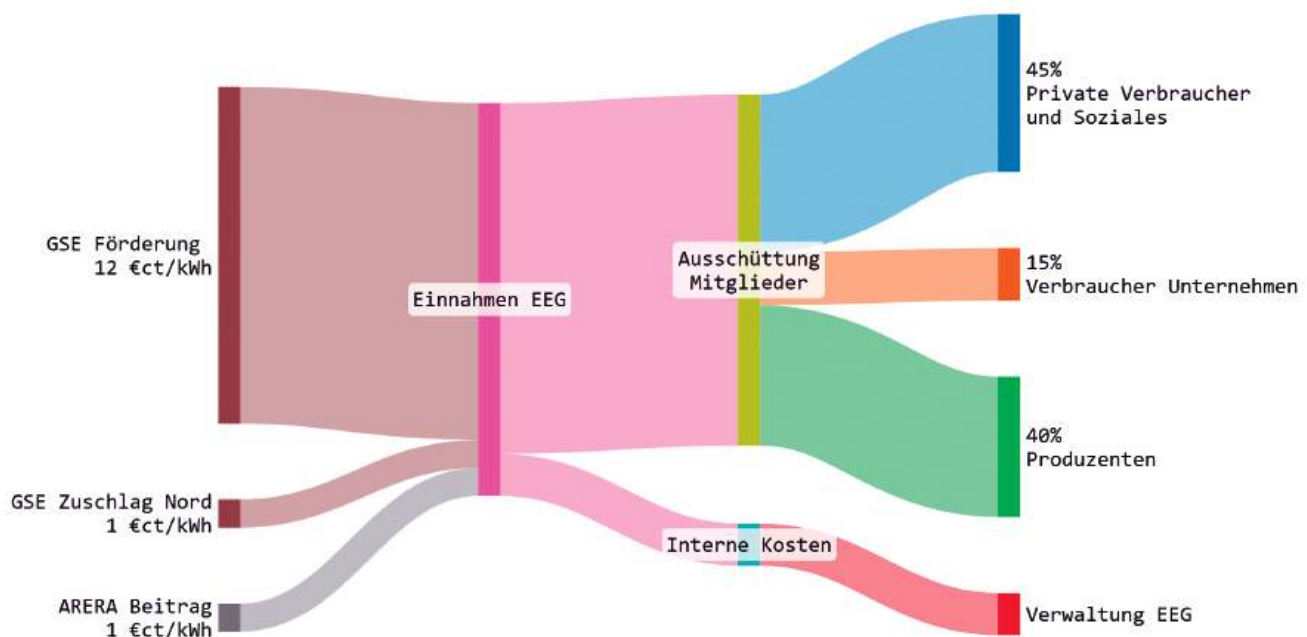 GSE Förderung
12 €ct/kWh
GSE Zuschlag Nord
1 €ct/kWh
ARERA Beitrag
1 €ct/kWh
Einnahmen EEG
Ausschüttung
Mitglieder
Interne Kosten
45%
Private Verbraucher
und Soziales
15%
Verbraucher Unternehmen
40%
Produzenten
Verwaltung EEG